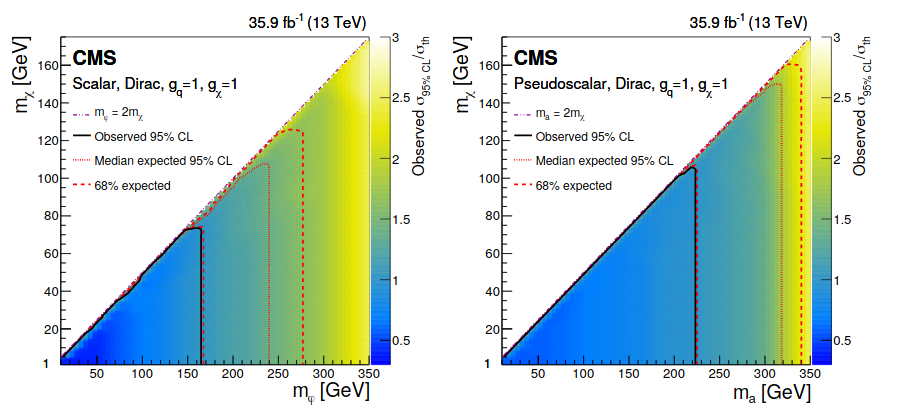 35.9 fb⁻¹ (13 TeV)
CMS
Scalar, Dirac, g_q=1, g_χ=1
m_φ = 2m_χ
Observed 95% CL
Median expected 95% CL
68% expected
m_χ [GeV]
160
140
120
100
80
60
40
20
1
50 100 150 200 250 300 350
m_φ [GeV]
3
2.5
2
1.5
1
0.5
Observed σ_95% CL/σ_th
35.9 fb⁻¹ (13 TeV)
CMS
Pseudoscalar, Dirac, g_q=1, g_χ=1
m_a = 2m_χ
Observed 95% CL
Median expected 95% CL
68% expected
m_χ [GeV]
160
140
120
100
80
60
40
20
1
50 100 150 200 250 300 350
m_a [GeV]
3
2.5
2
1.5
1
0.5
Observed σ_95% CL/σ_th